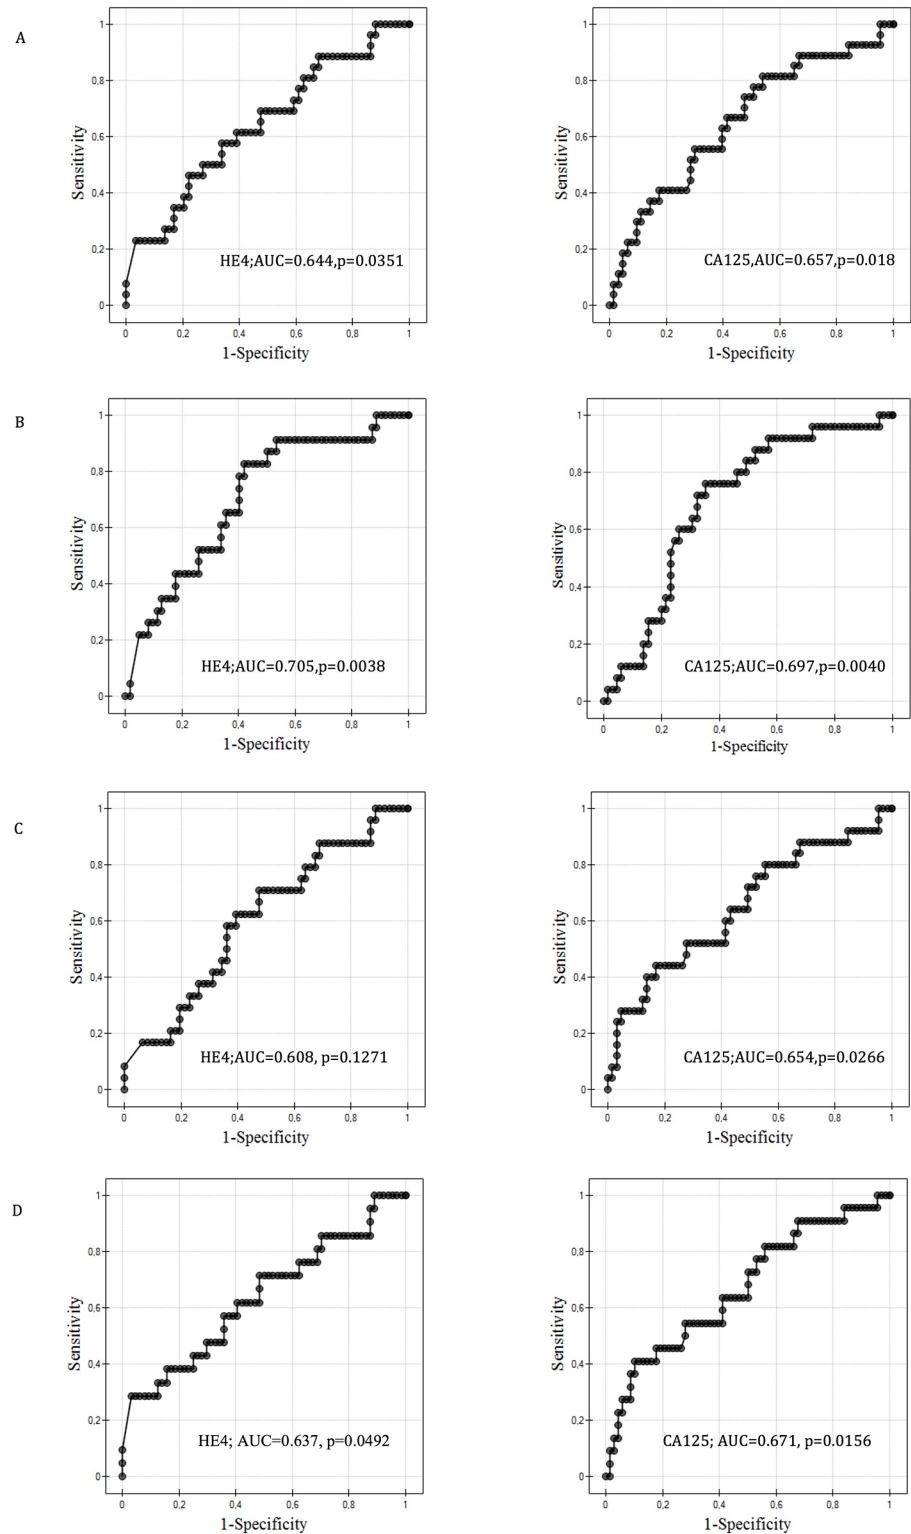 A
1
0,8
0,6
0,4
0,2
0
Sensitivity
HE4;AUC=0.644,p=0.0351
0 0,2 0,4 0,6 0,8 1
1-Specificity
1
0,8
0,6
0,4
0,2
0
Sensitivity
CA125,AUC=0.657,p=0.018
0 0,2 0,4 0,6 0,8 1
1-Specificity
B
1
0,8
0,6
0,4
0,2
0
Sensitivity
HE4;AUC=0.705,p=0.0038
0 0,2 0,4 0,6 0,8 1
1-Specificity
1
0,8
0,6
0,4
0,2
0
Sensitivity
CA125;AUC=0.697,p=0.0040
0 0,2 0,4 0,6 0,8 1
1-Specificity
C
1
0,8
0,6
0,4
0,2
0
Sensitivity
HE4;AUC=0.608, p=0.1271
0 0,2 0,4 0,6 0,8 1
1-Specificity
1
0,8
0,6
0,4
0,2
0
Sensitivity
CA125;AUC=0.654,p=0.0266
0 0,2 0,4 0,6 0,8 1
1-Specificity
D
1
0,8
0,6
0,4
0,2
0
Sensitivity
HE4; AUC=0.637, p=0.0492
0 0,2 0,4 0,6 0,8 1
1-Specificity
1
0,8
0,6
0,4
0,2
0
Sensitivity
CA125; AUC=0.671, p=0.0156
0 0,2 0,4 0,6 0,8 1
1-Specificity